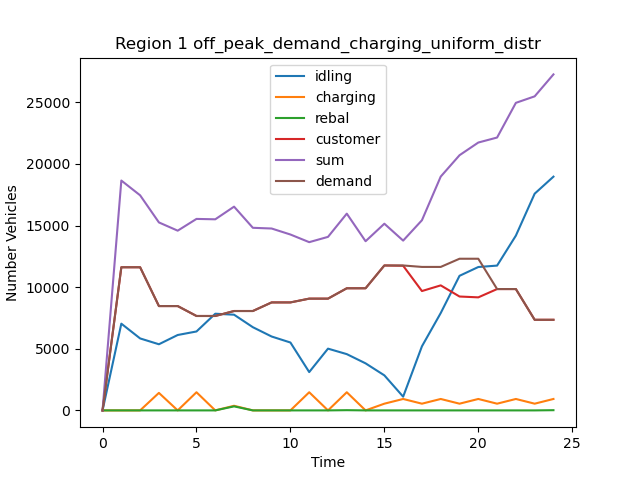 Region 1 off_peak_demand_charging_uniform_distr
idling
charging
rebal
customer
sum
demand
Number Vehicles
25000
20000
15000
10000
5000
0
0
5
10
15
20
25
Time